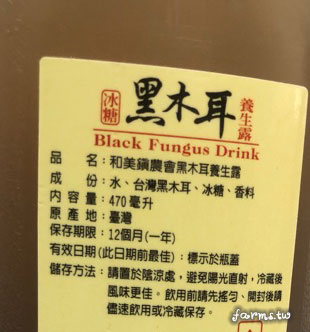 冰糖
黑木耳
養生露
Black Fungus Drink
品　　名：和美鎮農會黑木耳養生露
成　　份：水、台灣黑木耳、冰糖、香料
內 容 量：470毫升
原 產 地：臺灣
保存期限：12個月(一年)
有效日期(此日期前最佳)：標示於瓶蓋
儲存方法：請置於陰涼處，避免陽光直射，冷藏後
風味更佳。飲用前請先搖勻、開封後請
儘速飲用或冷藏保存。
farms.tw